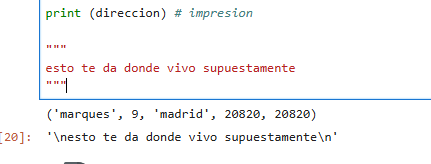 print (direccion) # impresion
"""
esto te da donde vivo supuestamente
"""
('marques', 9, 'madrid', 20820, 20820)
[20]: '\nesto te da donde vivo supuestamente\n'